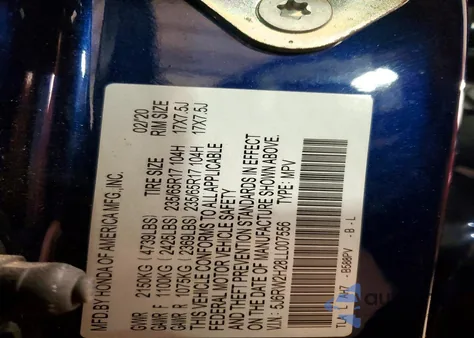 MFD.BY HONDA OF AMERICA MFG.,INC. 02/20
TIRE SIZE RIM SIZE
GVWR 2150KG ( 4739LBS)
GAWR F 1100KG ( 2425LBS) 235/65R17 104H 17X7.5J
GAWR R 1075KG ( 2369LBS) 235/65R17 104H 17X7.5J
THIS VEHICLE CONFORMS TO ALL APPLICABLE
FEDERAL MOTOR VEHICLE SAFETY
AND THEFT PREVENTION STANDARDS IN EFFECT
ON THE DATE OF MANUFACTURE SHOWN ABOVE.
V.I.N.: TYPE: MPV
B588PV - B - L